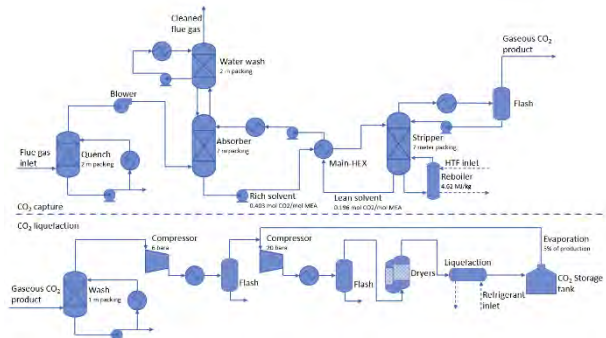 Cleaned
flue gas
Gaseous CO₂
product
Water wash
2 m packing
Blower
Flash
Absorber
7 m packing
Stripper
7 meter packing
Flue gas
inlet
Quench
2 m packing
Main-HEX
HTF inlet
Reboiler
4.02 MJ/kg
Rich solvent
0.403 mol CO2/mol MEA
Lean solvent
0.196 mol CO2/mol MEA
CO₂ capture
CO₂ liquefaction
Compressor
6 bara
Compressor
20 bara
Evaporation
5% of production
Gaseous CO₂
product
Wash
1 m packing
Flash
Flash
Dryers
Liquefaction
Refrigerant
inlet
CO₂ Storage
tank